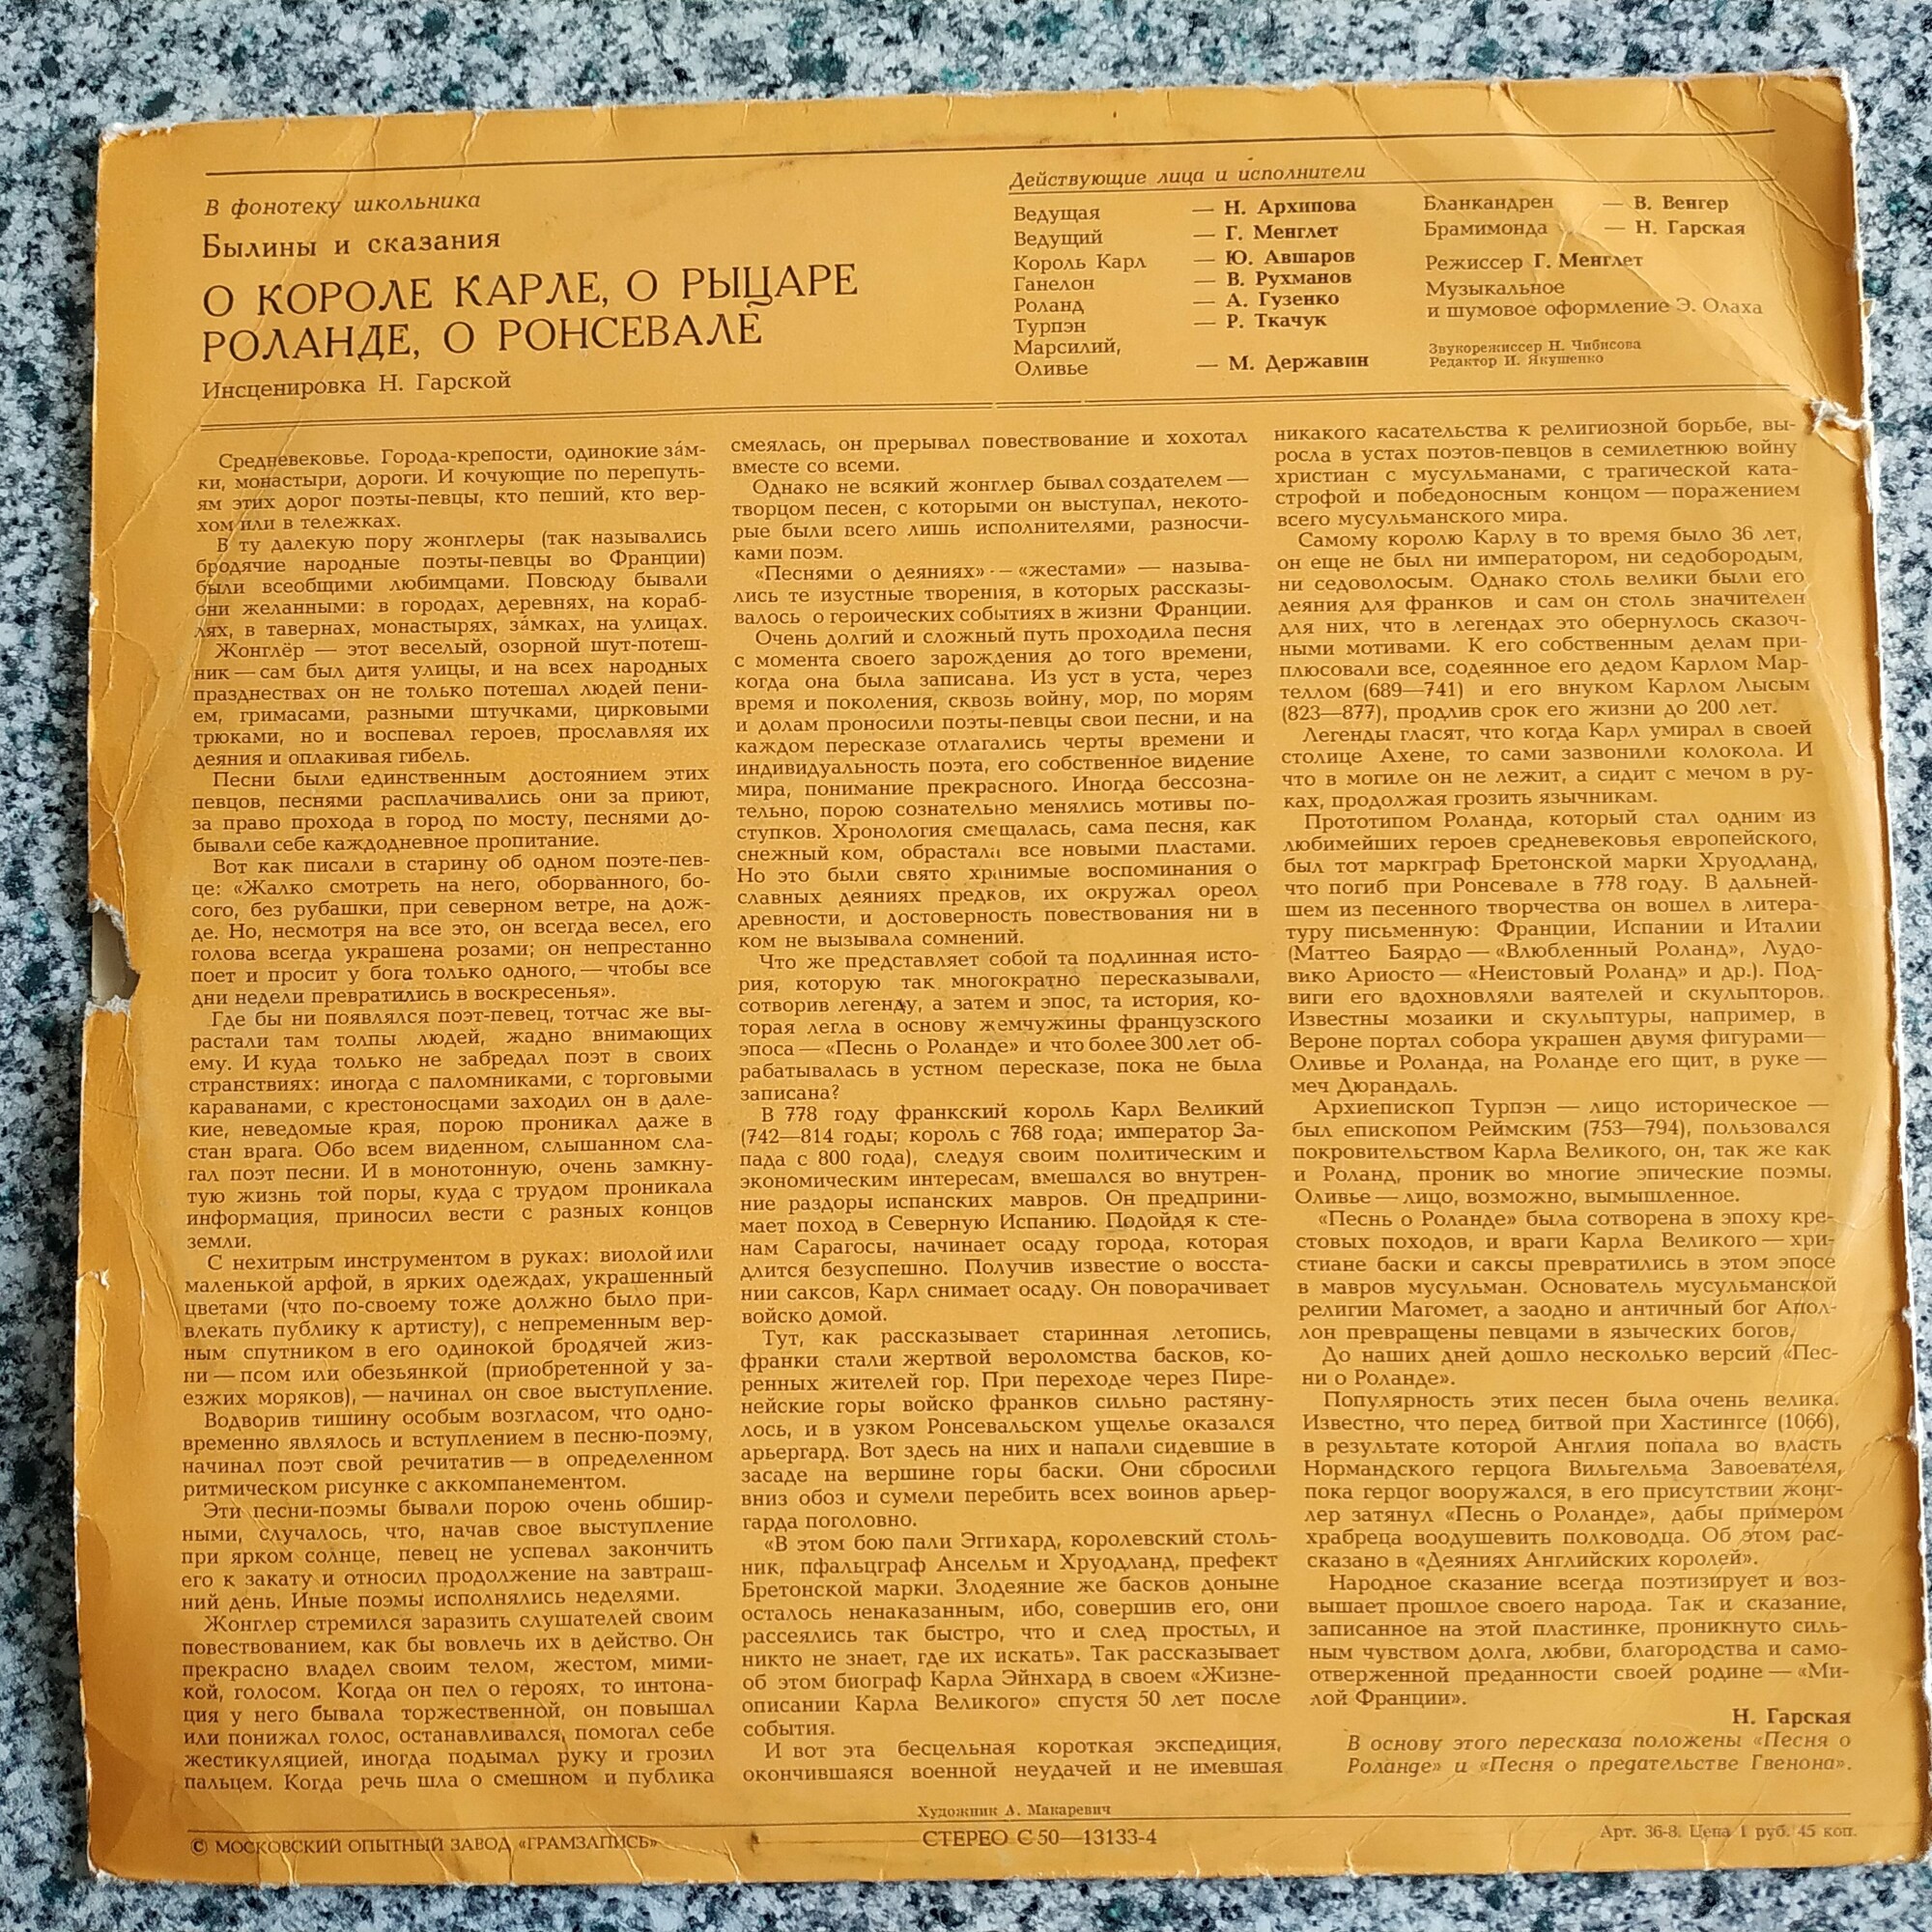 В фонотеку школьника
Былины и сказания
О КОРОЛЕ КАРЛЕ, О РЫЦАРЕ
РОЛАНДЕ, О РОНСЕВАЛЕ
Инсценировка Н. Гарской
Действующие лица и исполнители
Ведущая — Н. Архипова
Ведущий — Г. Менглет
Король Карл — Ю. Авшаров
Ганелон — В. Рухманов
Роланд — А. Гузенко
Турпэн — Р. Ткачук
Марсилий,
Оливье — М. Державин
Бланкандрен — В. Венгер
Брамимонда — Н. Гарская
Режиссер Г. Менглет
Музыкальное
и шумовое оформление Э. Олаха
Звукорежиссер Н. Чибисова
Редактор И. Якушенко
Средневековье. Города-крепости, одинокие за́м-
ки, монастыри, дороги. И кочующие по перепуть-
ям этих дорог поэты-певцы, кто пеший, кто вер-
хом или в тележках.
В ту далекую пору жонглеры (так назывались
бродячие народные поэты-певцы во Франции)
были всеобщими любимцами. Повсюду бывали
они желанными: в городах, деревнях, на кораб-
лях, в тавернах, монастырях, за́мках, на улицах.
Жонглёр — этот веселый, озорной шут-потеш-
ник — сам был дитя улицы, и на всех народных
празднествах он не только потешал людей пени-
ем, гримасами, разными штучками, цирковыми
трюками, но и воспевал героев, прославляя их
деяния и оплакивая гибель.
Песни были единственным достоянием этих
певцов, песнями расплачивались они за приют,
за право прохода в город по мосту, песнями до-
бывали себе каждодневное пропитание.
Вот как писали в старину об одном поэте-пев-
це: «Жалко смотреть на него, оборванного, бо-
сого, без рубашки, при северном ветре, на дож-
де. Но, несмотря на все это, он всегда весел, его
голова всегда украшена розами; он непрестанно
поет и просит у бога только одного, — чтобы все
дни недели превратились в воскресенья».
Где бы ни появлялся поэт-певец, тотчас же вы-
растали там толпы людей, жадно внимающих
ему. И куда только не забредал поэт в своих
странствиях: иногда с паломниками, с торговыми
караванами, с крестоносцами заходил он в дале-
кие, неведомые края, порою проникал даже в
стан врага. Обо всем виденном, слышанном сла-
гал поэт песни. И в монотонную, очень замкну-
тую жизнь той поры, куда с трудом проникала
информация, приносил вести с разных концов
земли.
С нехитрым инструментом в руках: виолой или
маленькой арфой, в ярких одеждах, украшенный
цветами (что по-своему тоже должно было при-
влекать публику к артисту), с непременным вер-
ным спутником в его одинокой бродячей жиз-
ни — псом или обезьянкой (приобретенной у за-
езжих моряков), — начинал он свое выступление.
Водворив тишину особым возгласом, что одно-
временно являлось и вступлением в песню-поэму,
начинал поэт свой речитатив — в определенном
ритмическом рисунке с аккомпанементом.
Эти песни-поэмы бывали порою очень обшир-
ными, случалось, что, начав свое выступление
при ярком солнце, певец не успевал закончить
его к закату и относил продолжение на завтраш-
ний день. Иные поэмы исполнялись неделями.
Жонглер стремился заразить слушателей своим
повествованием, как бы вовлечь их в действо. Он
прекрасно владел своим телом, жестом, мими-
кой, голосом. Когда он пел о героях, то интона-
ция у него бывала торжественной, он повышал
или понижал голос, останавливался, помогал себе
жестикуляцией, иногда подымал руку и грозил
пальцем. Когда речь шла о смешном и публика
смеялась, он прерывал повествование и хохотал
вместе со всеми.
Однако не всякий жонглер бывал создателем —
творцом песен, с которыми он выступал, некото-
рые были всего лишь исполнителями, разносчи-
ками поэм.
«Песнями о деяниях» — «жестами» — называ-
лись те изустные творения, в которых рассказы-
валось о героических событиях в жизни Франции.
Очень долгий и сложный путь проходила песня
с момента своего зарождения до того времени,
когда она была записана. Из уст в уста, через
время и поколения, сквозь войну, мор, по морям
и долам проносили поэты-певцы свои песни, и на
каждом пересказе отлагались черты времени и
индивидуальность поэта, его собственное видение
мира, понимание прекрасного. Иногда бессозна-
тельно, порою сознательно менялись мотивы по-
ступков. Хронология смещалась, сама песня, как
снежный ком, обрастала все новыми пластами.
Но это были свято хранимые воспоминания о
славных деяниях предков, их окружал ореол
древности, и достоверность повествования ни в
ком не вызывала сомнений.
Что же представляет собой та подлинная исто-
рия, которую так многократно пересказывали,
сотворив легенду, а затем и эпос, та история, ко-
торая легла в основу жемчужины французского
эпоса — «Песнь о Роланде» и что более 300 лет об-
рабатывалась в устном пересказе, пока не была
записана?
В 778 году франкский король Карл Великий
(742—814 годы; король с 768 года; император За-
пада с 800 года), следуя своим политическим и
экономическим интересам, вмешался во внутрен-
ние раздоры испанских мавров. Он предприни-
мает поход в Северную Испанию. Подойдя к сте-
нам Сарагосы, начинает осаду города, которая
длится безуспешно. Получив известие о восста-
нии саксов, Карл снимает осаду. Он поворачивает
войско домой.
Тут, как рассказывает старинная летопись,
франки стали жертвой вероломства басков, ко-
ренных жителей гор. При переходе через Пире-
нейские горы войско франков сильно растяну-
лось, и в узком Ронсевальском ущелье оказался
арьергард. Вот здесь на них и напали сидевшие в
засаде на вершине горы баски. Они сбросили
вниз обоз и сумели перебить всех воинов арьер-
гарда поголовно.
«В этом бою пали Эггихард, королевский столь-
ник, пфальцграф Ансельм и Хруодланд, префект
Бретонской марки. Злодеяние же басков доныне
осталось ненаказанным, ибо, совершив его, они
рассеялись так быстро, что и след простыл, и
никто не знает, где их искать». Так рассказывает
об этом биограф Карла Эйнхард в своем «Жизне-
описании Карла Великого» спустя 50 лет после
события.
И вот эта бесцельная короткая экспедиция,
окончившаяся военной неудачей и не имевшая
никакого касательства к религиозной борьбе, вы-
росла в устах поэтов-певцов в семилетнюю войну
христиан с мусульманами, с трагической ката-
строфой и победоносным концом — поражением
всего мусульманского мира.
Самому королю Карлу в то время было 36 лет,
он еще не был ни императором, ни седобородым,
ни седоволосым. Однако столь велики были его
деяния для франков и сам он столь значителен
для них, что в легендах это обернулось сказоч-
ными мотивами. К его собственным делам при-
плюсовали все, содеянное его дедом Карлом Мар-
теллом (689—741) и его внуком Карлом Лысым
(823—877), продлив срок его жизни до 200 лет.
Легенды гласят, что когда Карл умирал в своей
столице Ахене, то сами зазвонили колокола. И
что в могиле он не лежит, а сидит с мечом в ру-
ках, продолжая грозить язычникам.
Прототипом Роланда, который стал одним из
любимейших героев средневековья европейского,
был тот маркграф Бретонской марки Хруодланд,
что погиб при Ронсевале в 778 году. В дальней-
шем из песенного творчества он вошел в литера-
туру письменную: Франции, Испании и Италии
(Маттео Баярдо — «Влюбленный Роланд», Лудо-
вико Ариосто — «Неистовый Роланд» и др.). Под-
виги его вдохновляли ваятелей и скульпторов.
Известны мозаики и скульптуры, например, в
Вероне портал собора украшен двумя фигурами—
Оливье и Роланда, на Роланде его щит, в руке —
меч Дюрандаль.
Архиепископ Турпэн — лицо историческое —
был епископом Реймским (753—794), пользовался
покровительством Карла Великого, он, так же как
и Роланд, проник во многие эпические поэмы.
Оливье — лицо, возможно, вымышленное.
«Песнь о Роланде» была сотворена в эпоху кре-
стовых походов, и враги Карла Великого — хри-
стиане баски и саксы превратились в этом эпосе
в мавров мусульман. Основатель мусульманской
религии Магомет, а заодно и античный бог Апол-
лон превращены певцами в языческих богов.
До наших дней дошло несколько версий «Пес-
ни о Роланде».
Популярность этих песен была очень велика.
Известно, что перед битвой при Хастингсе (1066),
в результате которой Англия попала во власть
Нормандского герцога Вильгельма Завоевателя,
пока герцог вооружался, в его присутствии жонг-
лер затянул «Песнь о Роланде», дабы примером
храбреца воодушевить полководца. Об этом рас-
сказано в «Деяниях Английских королей».
Народное сказание всегда поэтизирует и воз-
вышает прошлое своего народа. Так и сказание,
записанное на этой пластинке, проникнуто силь-
ным чувством долга, любви, благородства и само-
отверженной преданности своей родине — «Ми-
лой Франции».
Н. Гарская
В основу этого пересказа положены «Песня о
Роланде» и «Песня о предательстве Гвенона».
Художник А. Макаревич
© МОСКОВСКИЙ ОПЫТНЫЙ ЗАВОД «ГРАМЗАПИСЬ»
СТЕРЕО С 50—13133-4
Арт. 36-8. Цена 1 руб. 45 коп.